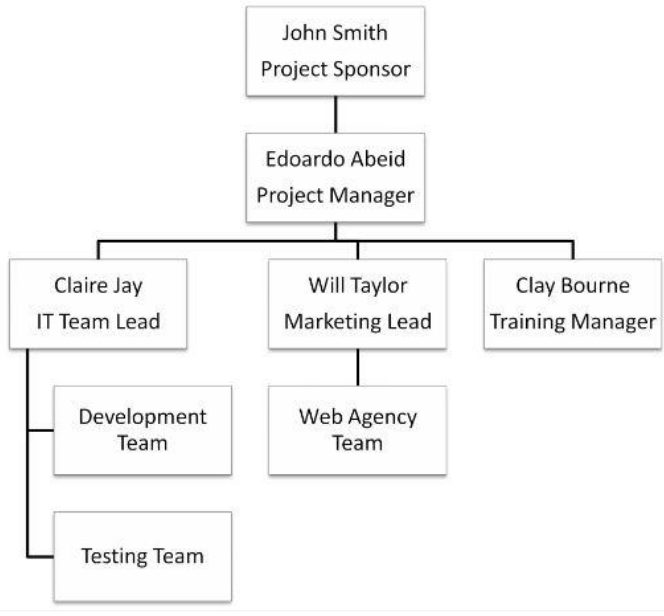 John Smith
Project Sponsor
Edoardo Abeid
Project Manager
Claire Jay
IT Team Lead
Will Taylor
Marketing Lead
Clay Bourne
Training Manager
Development
Team
Web Agency
Team
Testing Team